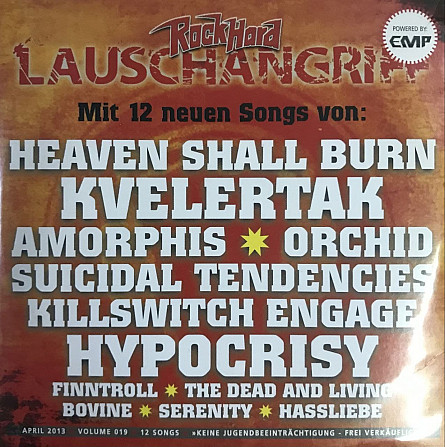 POWERED BY:
EMP
RockHard
LAUSCHANGRIFF
Mit 12 neuen Songs von:
HEAVEN SHALL BURN
KVELERTAK
AMORPHIS ✸ ORCHID
SUICIDAL TENDENCIES
KILLSWITCH ENGAGE
HYPOCRISY
FINNTROLL ✸ THE DEAD AND LIVING
BOVINE ✸ SERENITY ✸ HASSLIEBE
APRIL 2013 VOLUME 019 12 SONGS »KEINE JUGENDBEEINTRÄCHTIGUNG - FREI VERKÄUFLICH